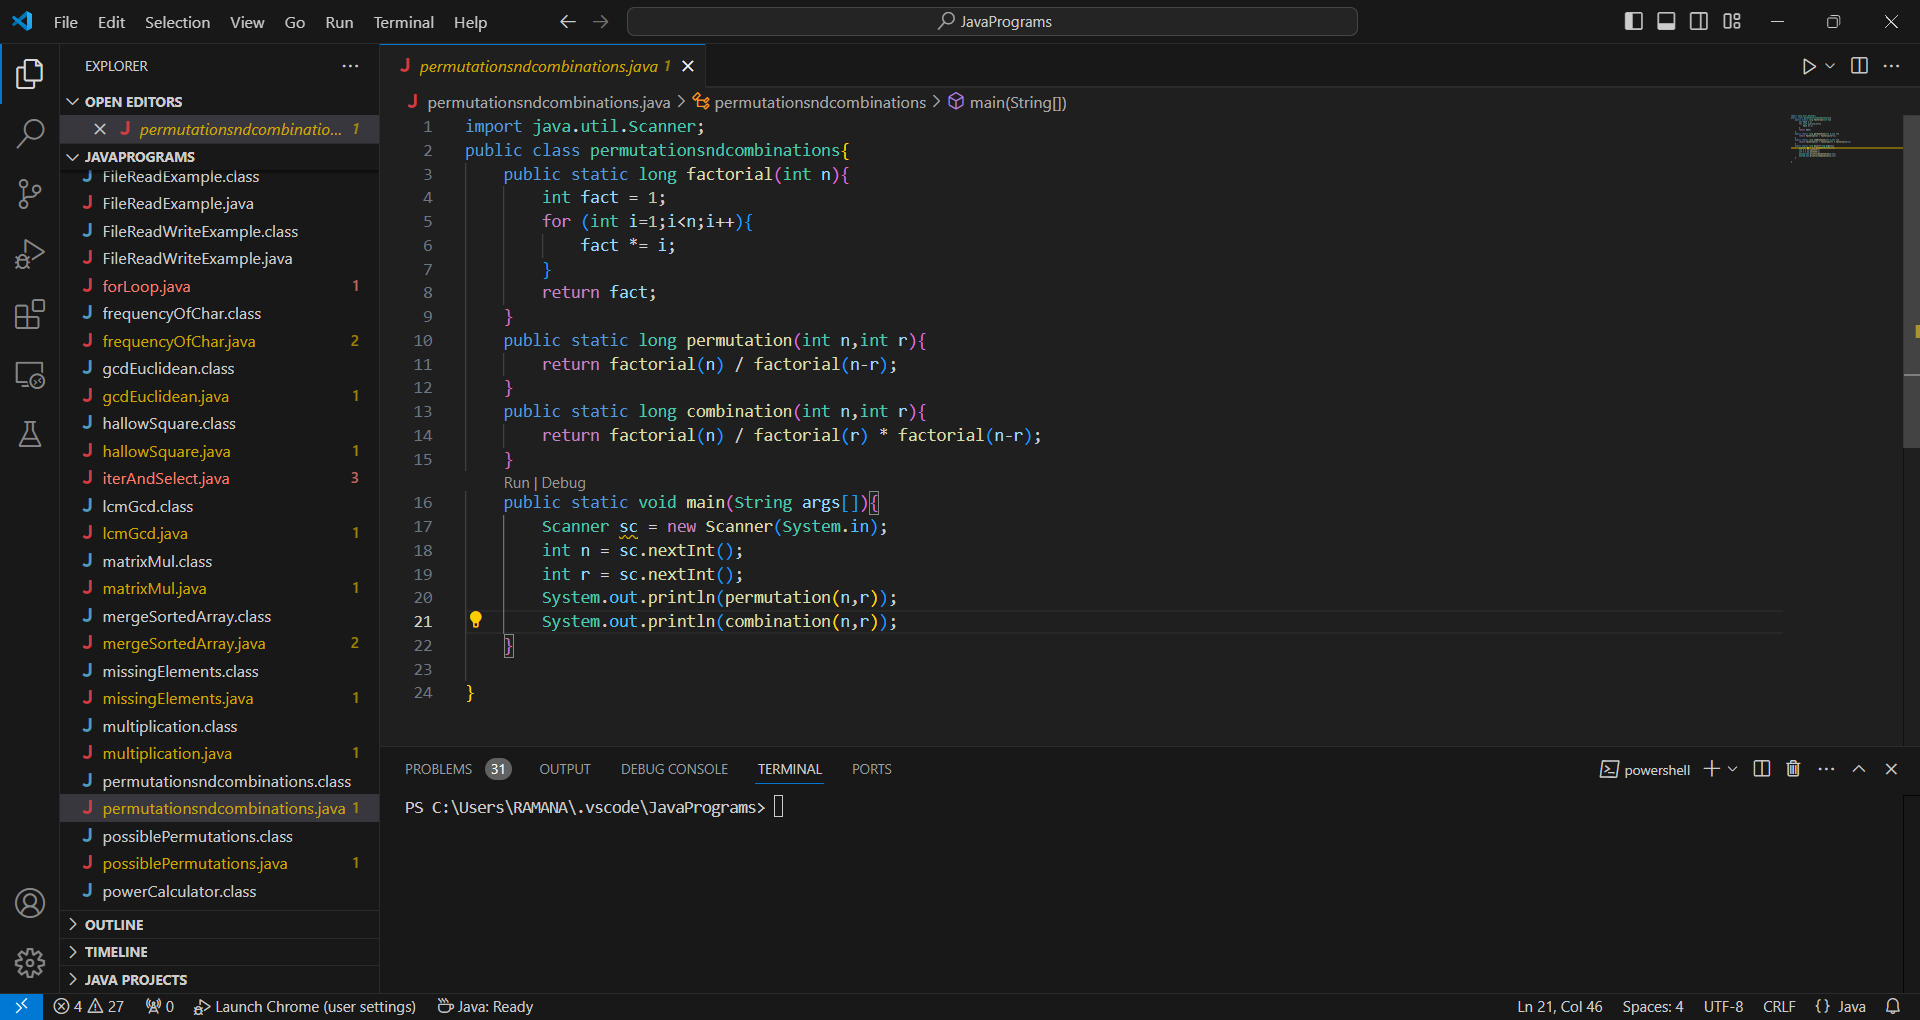 File Edit Selection View Go Run Terminal Help
JavaPrograms
EXPLORER
OPEN EDITORS
permutationsndcombinatio... 1
JAVAPROGRAMS
FileReadExample.class
FileReadExample.java
FileReadWriteExample.class
FileReadWriteExample.java
forLoop.java 1
frequencyOfChar.class
frequencyOfChar.java 2
gcdEuclidean.class
gcdEuclidean.java 1
hallowSquare.class
hallowSquare.java 1
iterAndSelect.java 3
lcmGcd.class
lcmGcd.java 1
matrixMul.class
matrixMul.java 1
mergeSortedArray.class
mergeSortedArray.java 2
missingElements.class
missingElements.java 1
multiplication.class
multiplication.java 1
permutationsndcombinations.class
permutationsndcombinations.java 1
possiblePermutations.class
possiblePermutations.java 1
powerCalculator.class
OUTLINE
TIMELINE
JAVA PROJECTS
permutationsndcombinations.java 1
permutationsndcombinations.java > permutationsndcombinations > main(String[])
1 import java.util.Scanner;
2 public class permutationsndcombinations{
3 public static long factorial(int n){
4 int fact = 1;
5 for (int i=1;i<n;i++){
6 fact *= i;
7 }
8 return fact;
9 }
10 public static long permutation(int n,int r){
11 return factorial(n) / factorial(n-r);
12 }
13 public static long combination(int n,int r){
14 return factorial(n) / factorial(r) * factorial(n-r);
15 }
Run | Debug
16 public static void main(String args[]){
17 Scanner sc = new Scanner(System.in);
18 int n = sc.nextInt();
19 int r = sc.nextInt();
20 System.out.println(permutation(n,r));
21 System.out.println(combination(n,r));
22 }
23
24 }
PROBLEMS 31 OUTPUT DEBUG CONSOLE TERMINAL PORTS
powershell
PS C:\Users\RAMANA\.vscode\JavaPrograms>
4 27 0 Launch Chrome (user settings) Java: Ready
Ln 21, Col 46 Spaces: 4 UTF-8 CRLF {} Java